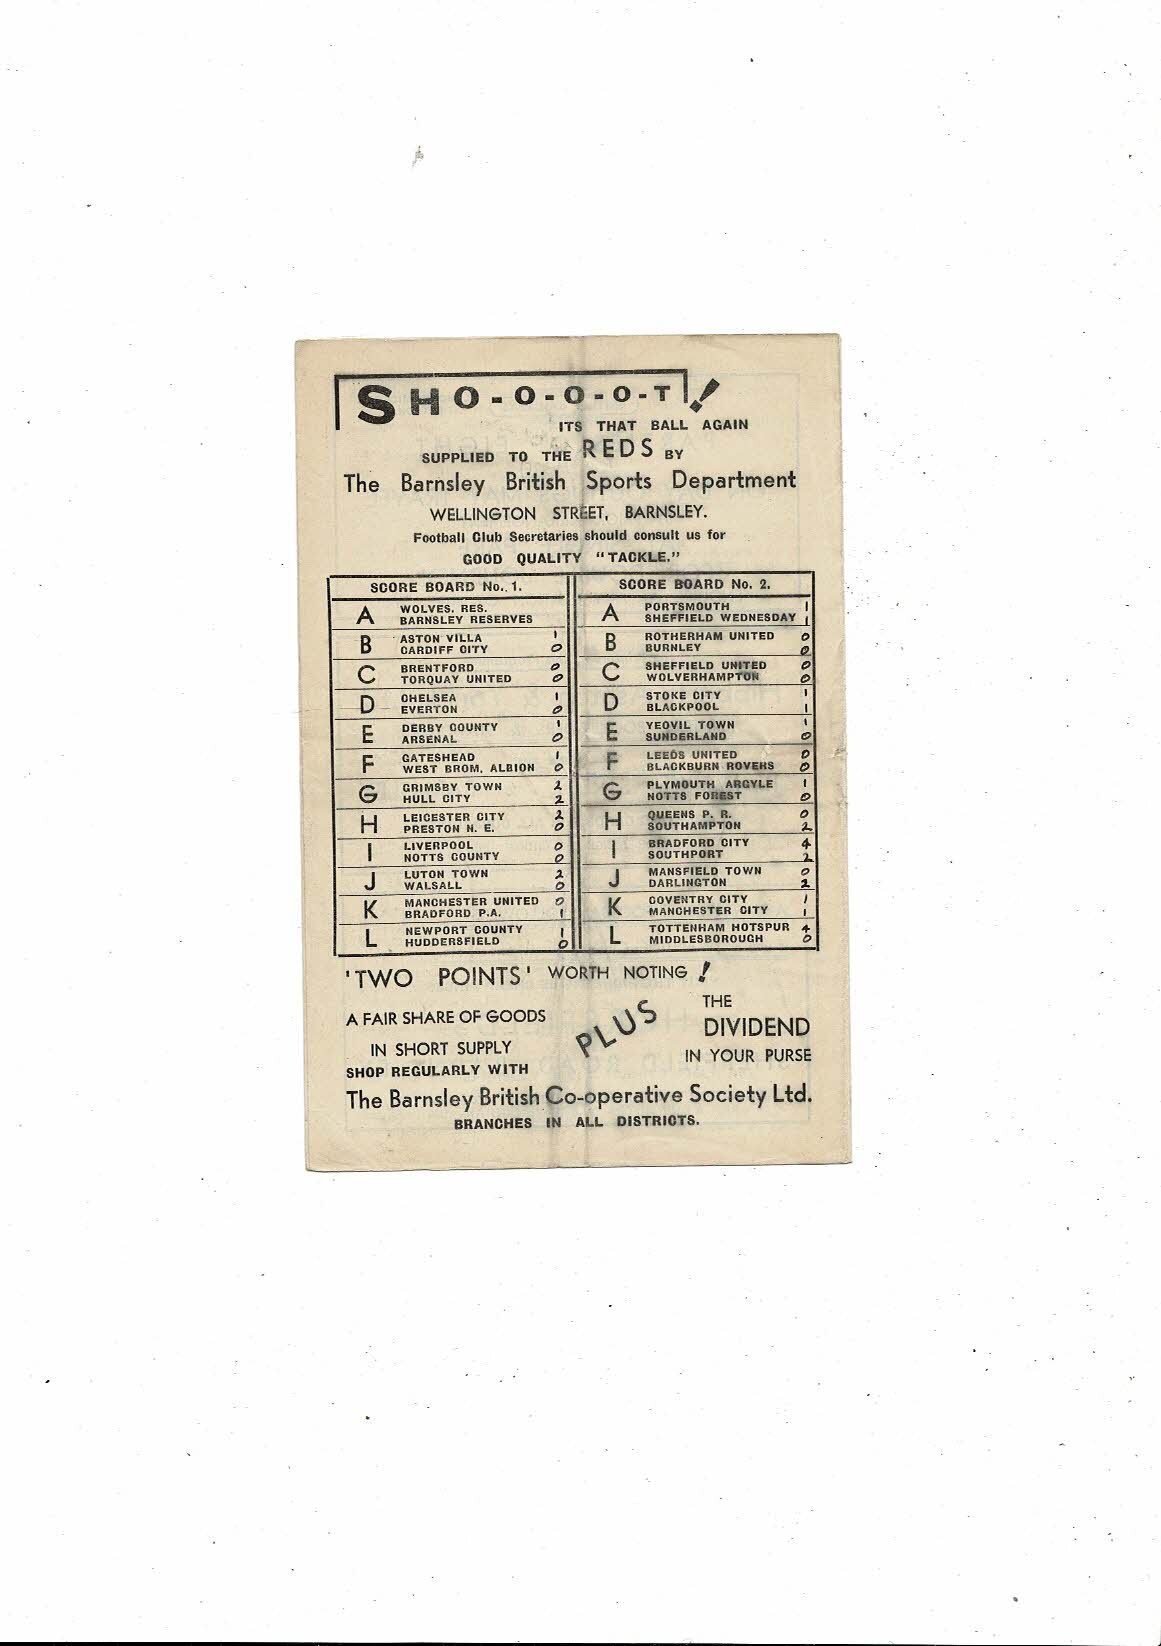 SHO-O-O-O-T!
ITS THAT BALL AGAIN
SUPPLIED TO THE REDS BY
The Barnsley British Sports Department
WELLINGTON STREET, BARNSLEY.
Football Club Secretaries should consult us for
GOOD QUALITY "TACKLE."
SCORE BOARD No. 1.
A WOLVES. RES.
BARNSLEY RESERVES
B ASTON VILLA 1
CARDIFF CITY 0
C BRENTFORD 0
TORQUAY UNITED 0
D CHELSEA 1
EVERTON 0
E DERBY COUNTY 1
ARSENAL 0
F GATESHEAD 1
WEST BROM. ALBION 0
G GRIMSBY TOWN 2
HULL CITY 2
H LEICESTER CITY 2
PRESTON N. E. 0
I LIVERPOOL 0
NOTTS COUNTY 0
J LUTON TOWN 2
WALSALL 0
K MANCHESTER UNITED 0
BRADFORD P.A. 1
L NEWPORT COUNTY 1
HUDDERSFIELD 0
SCORE BOARD No. 2.
A PORTSMOUTH 1
SHEFFIELD WEDNESDAY 1
B ROTHERHAM UNITED 0
BURNLEY 0
C SHEFFIELD UNITED 0
WOLVERHAMPTON 0
D STOKE CITY 1
BLACKPOOL 1
E YEOVIL TOWN 1
SUNDERLAND 0
F LEEDS UNITED 0
BLACKBURN ROVERS 0
G PLYMOUTH ARGYLE 1
NOTTS FOREST 0
H QUEENS P. R. 0
SOUTHAMPTON 2
I BRADFORD CITY 4
SOUTHPORT 2
J MANSFIELD TOWN 0
DARLINGTON 2
K COVENTRY CITY 1
MANCHESTER CITY 1
L TOTTENHAM HOTSPUR 4
MIDDLESBOROUGH 0
'TWO POINTS' WORTH NOTING!
A FAIR SHARE OF GOODS
IN SHORT SUPPLY
PLUS
THE
DIVIDEND
IN YOUR PURSE
SHOP REGULARLY WITH
The Barnsley British Co-operative Society Ltd.
BRANCHES IN ALL DISTRICTS.